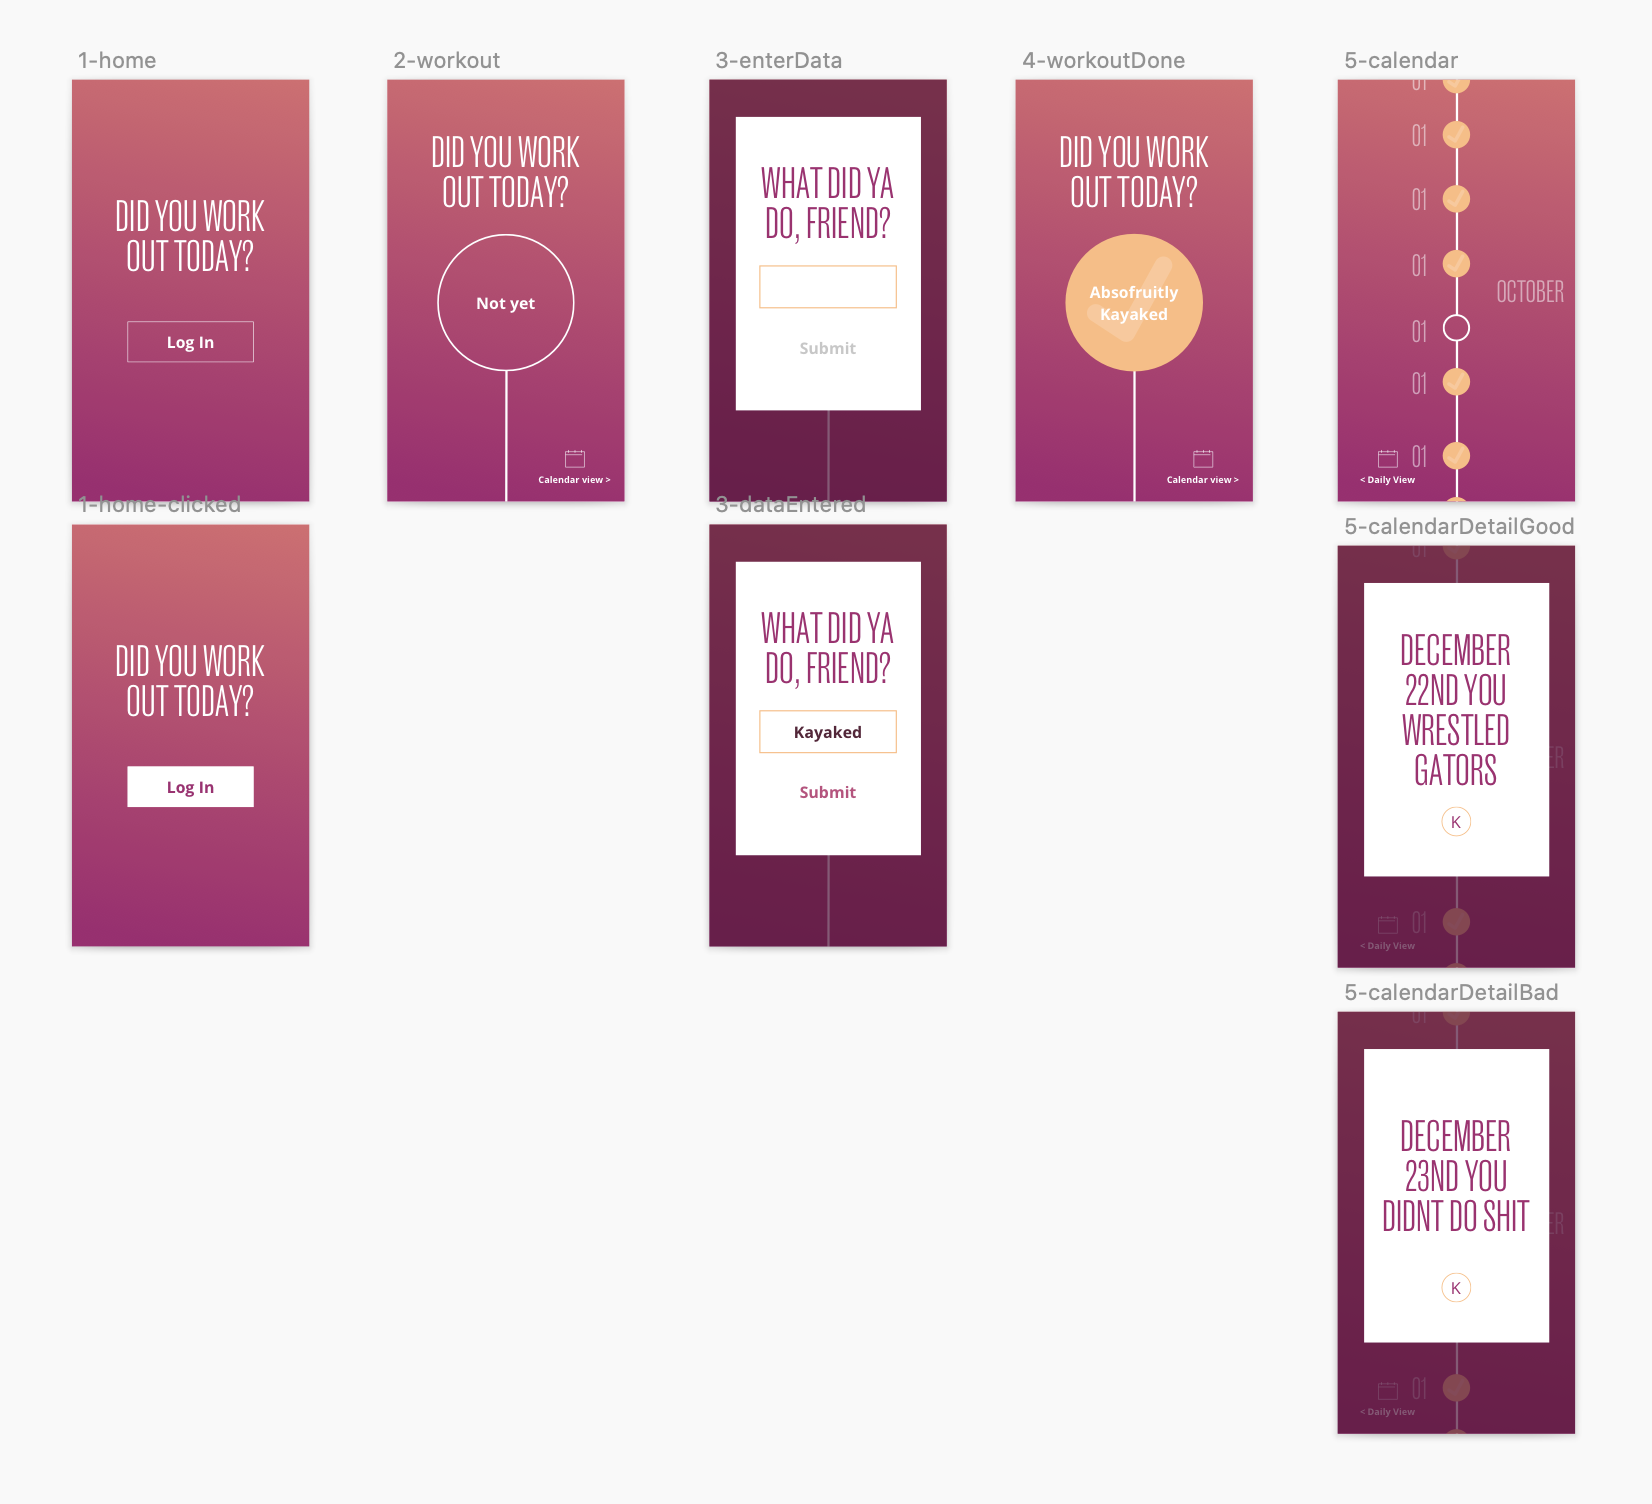 1-home
DID YOU WORK
OUT TODAY?
Log In
2-workout
DID YOU WORK
OUT TODAY?
Not yet
Calendar view >
3-enterData
WHAT DID YA
DO, FRIEND?
Submit
4-workoutDone
DID YOU WORK
OUT TODAY?
Absofruitly
Kayaked
Calendar view >
5-calendar
01
01
01
01
OCTOBER
01
01
01
< Daily View
1-home-clicked
DID YOU WORK
OUT TODAY?
Log In
3-dataEntered
WHAT DID YA
DO, FRIEND?
Kayaked
Submit
5-calendarDetailGood
01
DECEMBER
22ND YOU
WRESTLED
GATORS
ER
K
01
< Daily View
5-calendarDetailBad
01
DECEMBER
23ND YOU
DIDNT DO SHIT
ER
K
01
< Daily View